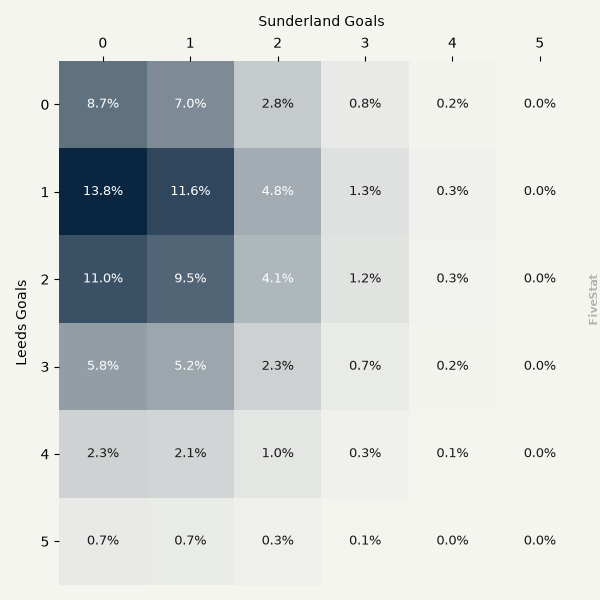 Sunderland Goals
0 1 2 3 4 5
0 8.7% 7.0% 2.8% 0.8% 0.2% 0.0%
1 13.8% 11.6% 4.8% 1.3% 0.3% 0.0%
2 11.0% 9.5% 4.1% 1.2% 0.3% 0.0%
3 5.8% 5.2% 2.3% 0.7% 0.2% 0.0%
4 2.3% 2.1% 1.0% 0.3% 0.1% 0.0%
5 0.7% 0.7% 0.3% 0.1% 0.0% 0.0%
Leeds Goals
FiveStat